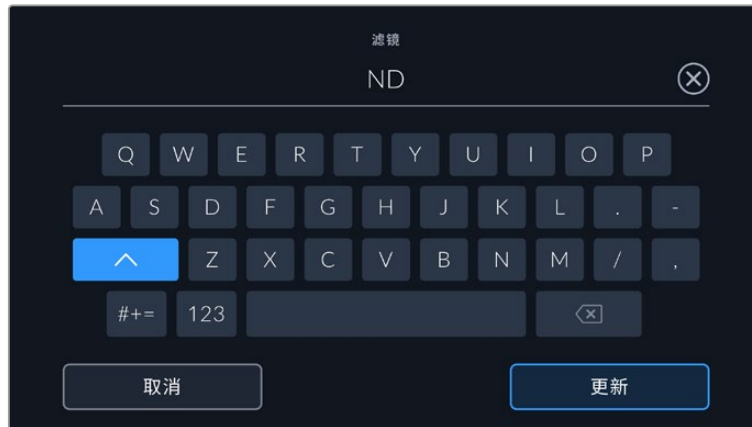 滤镜
ND
Q W E R T Y U I O P
A S D F G H J K L . -
Z X C V B N M / ,
#+= 123
取消 更新